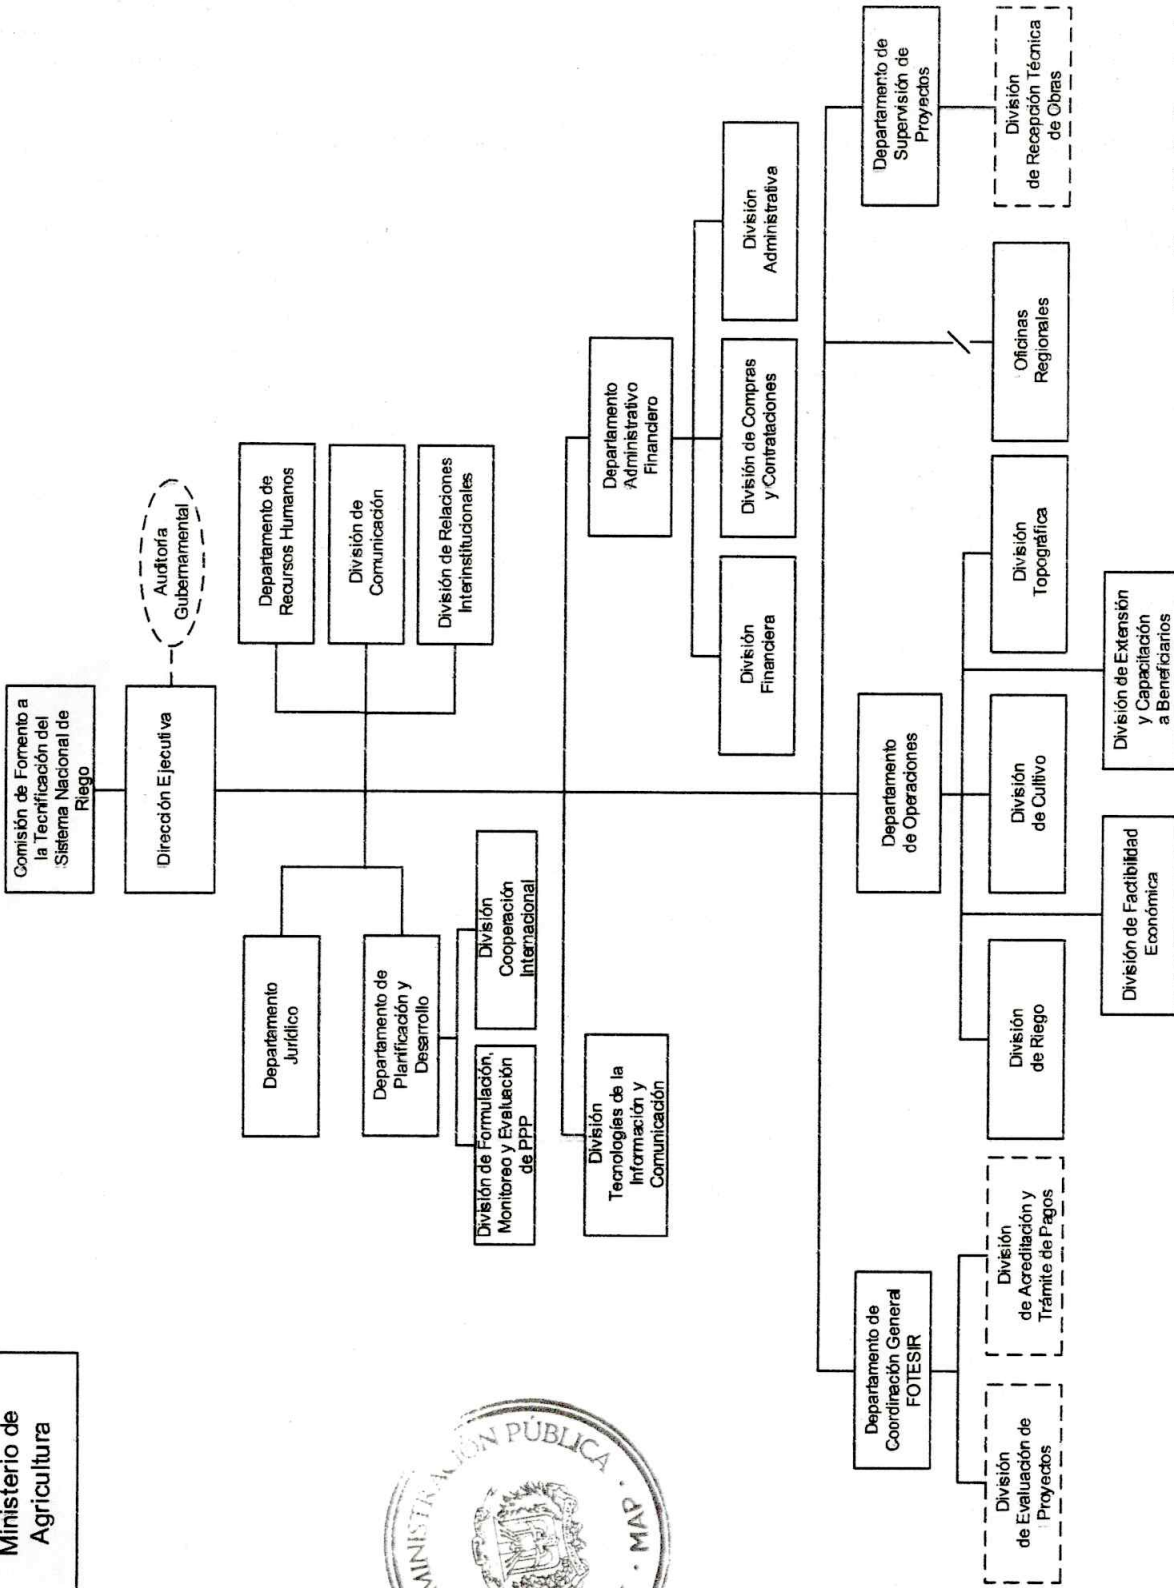 Ministerio de
Agricultura
Comisión de Fomento a
la Tecnificación del
Sistema Nacional de
Riego
Dirección Ejecutiva
Auditoría
Gubernamental
Departamento
Jurídico
Departamento de
Recursos Humanos
División de
Comunicación
División de Relaciones
Interinstitucionales
Departamento de
Planificación y
Desarrollo
División de Formulación,
Monitoreo y Evaluación
de PPP
División
Cooperación
Internacional
División
Tecnologías de la
Información y
Comunicación
Departamento
Administrativo
Financiero
División
Financiera
División de Compras
y Contrataciones
División
Administrativa
Departamento de
Coordinación General
FOTESIR
Departamento
de Operaciones
Departamento de
Supervisión de
Proyectos
División
de Evaluación de
Proyectos
División
de Acreditación y
Trámite de Pagos
División
de Riego
División
de Cultivo
División
Topográfica
Oficinas
Regionales
División
de Recepción Técnica
de Obras
División de Factibilidad
Económica
División de Extensión
y Capacitación
a Beneficiarios
MINISTRACIÓN PÚBLICA · MAP ·